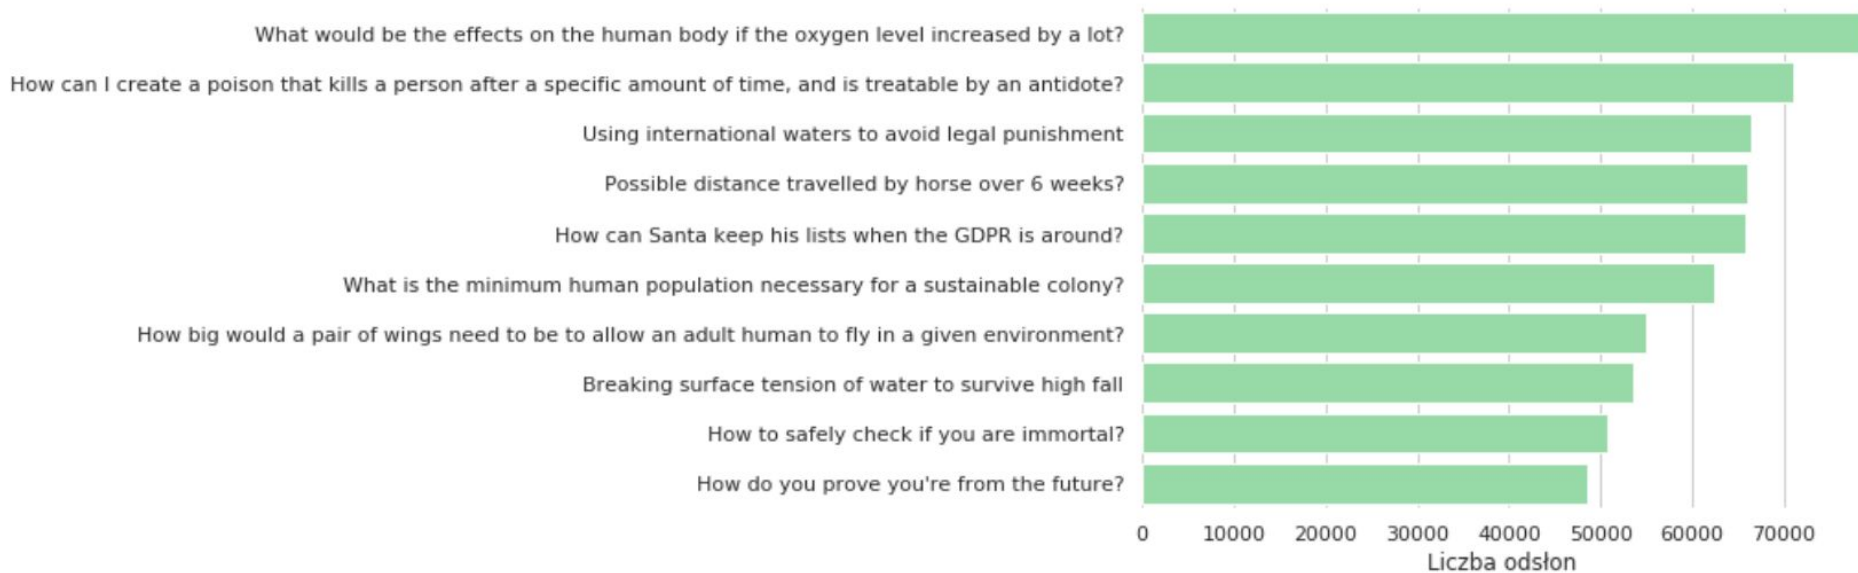 What would be the effects on the human body if the oxygen level increased by a lot?
How can I create a poison that kills a person after a specific amount of time, and is treatable by an antidote?
Using international waters to avoid legal punishment
Possible distance travelled by horse over 6 weeks?
How can Santa keep his lists when the GDPR is around?
What is the minimum human population necessary for a sustainable colony?
How big would a pair of wings need to be to allow an adult human to fly in a given environment?
Breaking surface tension of water to survive high fall
How to safely check if you are immortal?
How do you prove you're from the future?
0 10000 20000 30000 40000 50000 60000 70000
Liczba odsłon